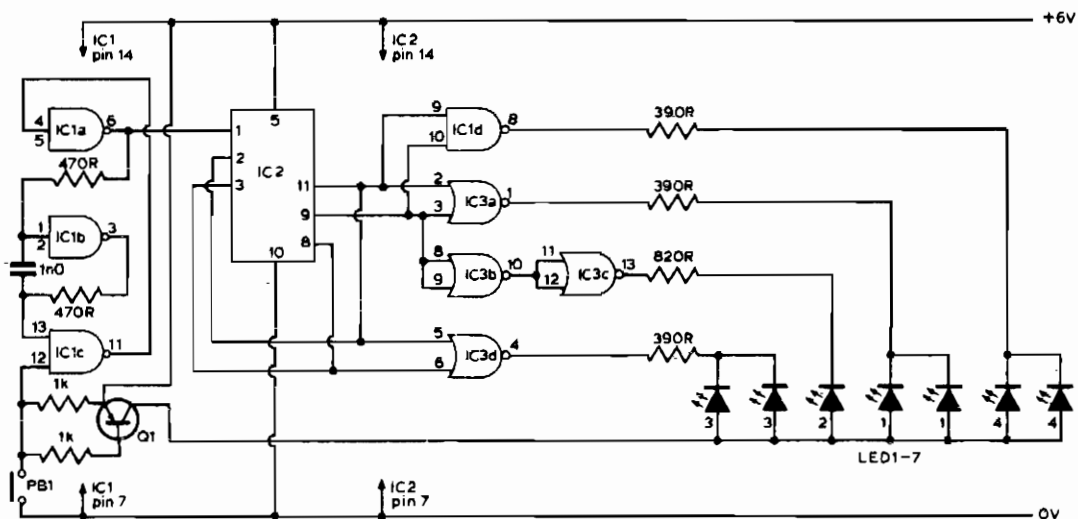 +6V
IC1
pin 14
IC2
pin 14
4
5
IC1a
6
470R
1
2
IC1b
3
1n0
470R
13
12
IC1c
11
1k
Q1
1k
PB1
IC1
pin 7
5
1
2
3
IC2
11
9
8
10
9
10
IC1d
8
390R
2
3
IC3a
1
390R
8
9
IC3b
10
11
12
IC3c
13
820R
5
6
IC3d
4
390R
3
3
2
1
1
4
4
LED1-7
IC2
pin 7
0V